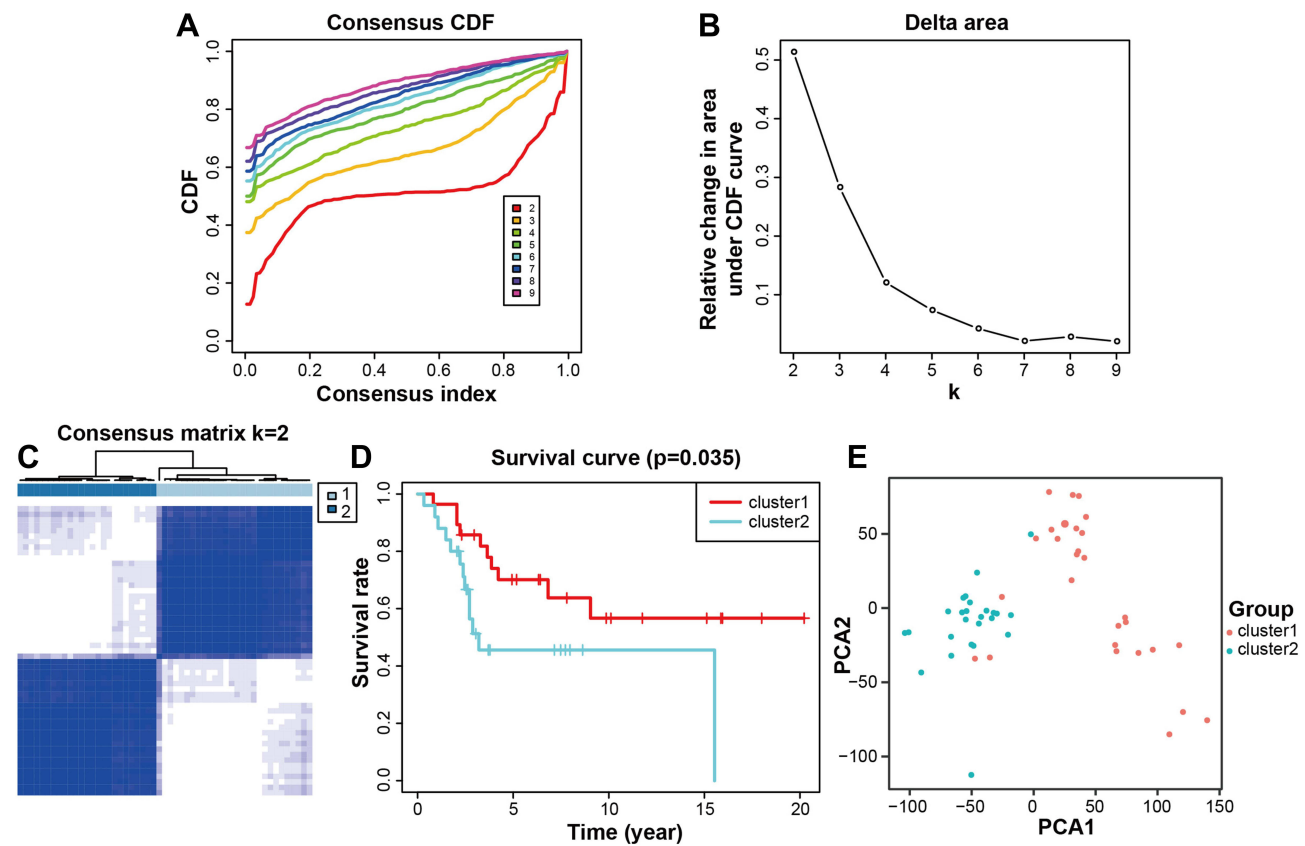 A
Consensus CDF
CDF
1.0
0.8
0.6
0.4
0.2
0.0
2
3
4
5
6
7
8
9
0.0 0.2 0.4 0.6 0.8 1.0
Consensus index
B
Delta area
Relative change in area
under CDF curve
0.5
0.4
0.3
0.2
0.1
2 3 4 5 6 7 8 9
k
C
Consensus matrix k=2
1
2
D
Survival curve (p=0.035)
Survival rate
1.0
0.8
0.6
0.4
0.2
0.0
cluster1
cluster2
0 5 10 15 20
Time (year)
E
PCA2
50
0
−50
−100
−100 −50 0 50 100 150
PCA1
Group
cluster1
cluster2